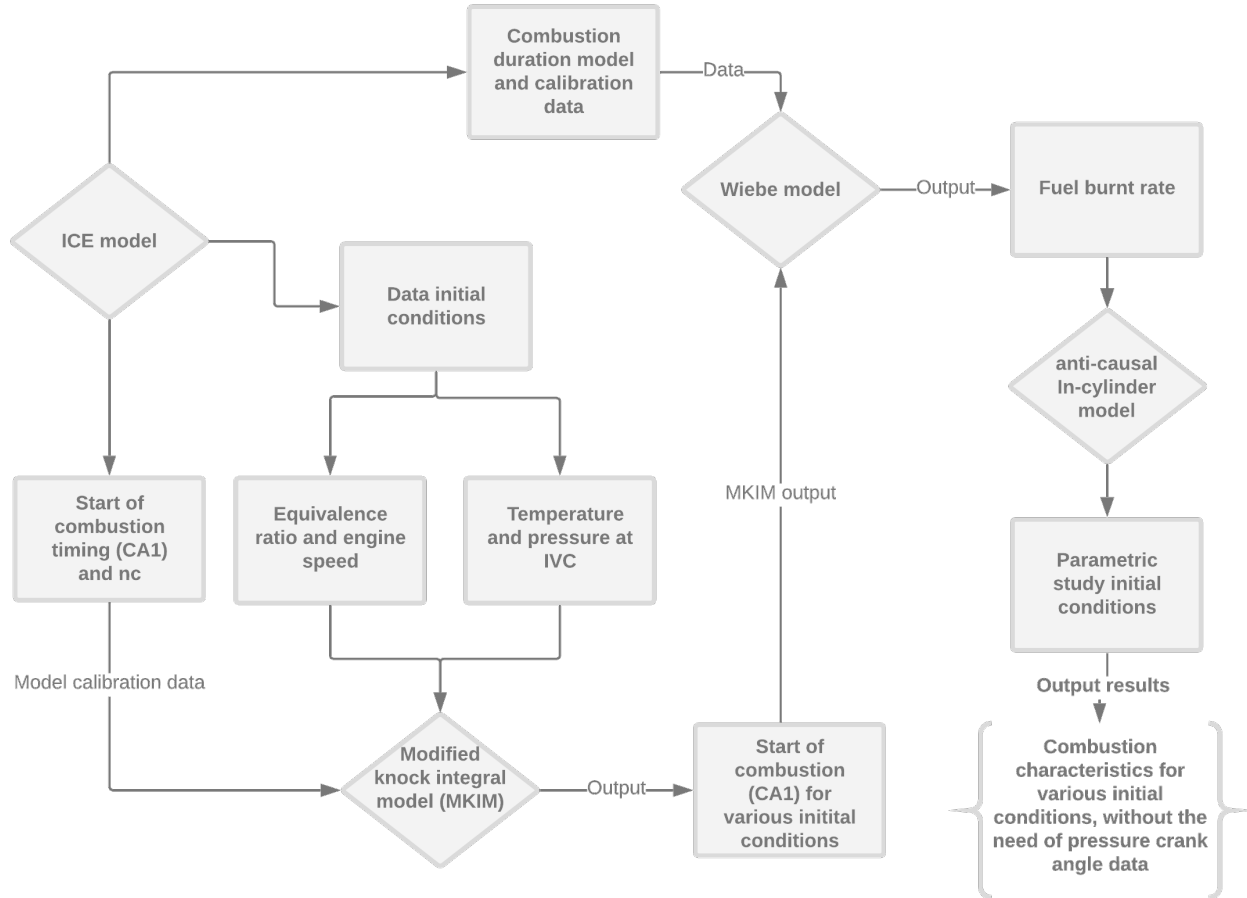 Combustion
duration model
and calibration
data
Data
Wiebe model
Output
Fuel burnt rate
ICE model
Data initial
conditions
anti-causal
In-cylinder
model
Start of
combustion
timing (CA1)
and nc
Equivalence
ratio and engine
speed
Temperature
and pressure at
IVC
MKIM output
Parametric
study initial
conditions
Model calibration data
Output results
Modified
knock integral
model (MKIM)
Output
Start of
combustion
(CA1) for
various initital
conditions
Combustion
characteristics for
various initial
conditions, without the
need of pressure crank
angle data